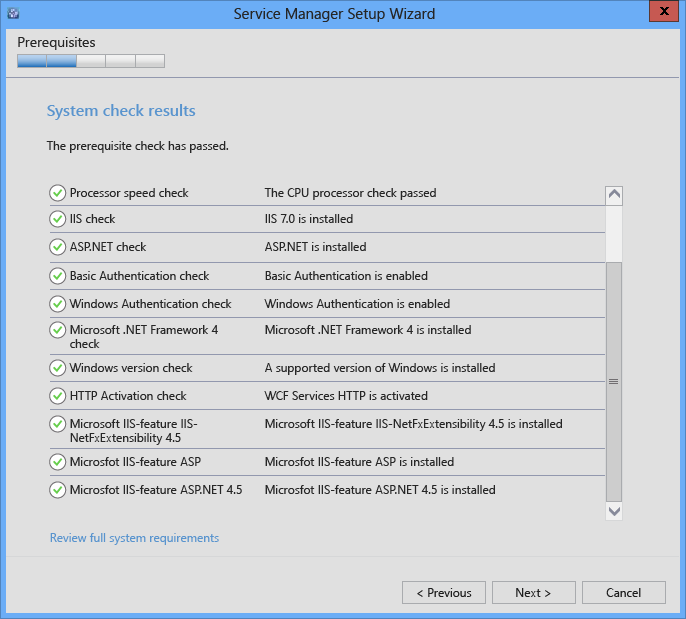 Service Manager Setup Wizard
x
Prerequisites
System check results
The prerequisite check has passed.
Processor speed check The CPU processor check passed
IIS check IIS 7.0 is installed
ASP.NET check ASP.NET is installed
Basic Authentication check Basic Authentication is enabled
Windows Authentication check Windows Authentication is enabled
Microsoft .NET Framework 4 Microsoft .NET Framework 4 is installed
check
Windows version check A supported version of Windows is installed
HTTP Activation check WCF Services HTTP is activated
Microsoft IIS-feature IIS- Microsoft IIS-feature IIS-NetFxExtensibility 4.5 is installed
NetFxExtensibility 4.5
Microsfot IIS-feature ASP Microsfot IIS-feature ASP is installed
Microsfot IIS-feature ASP.NET 4.5 Microsfot IIS-feature ASP.NET 4.5 is installed
Review full system requirements
< Previous Next > Cancel